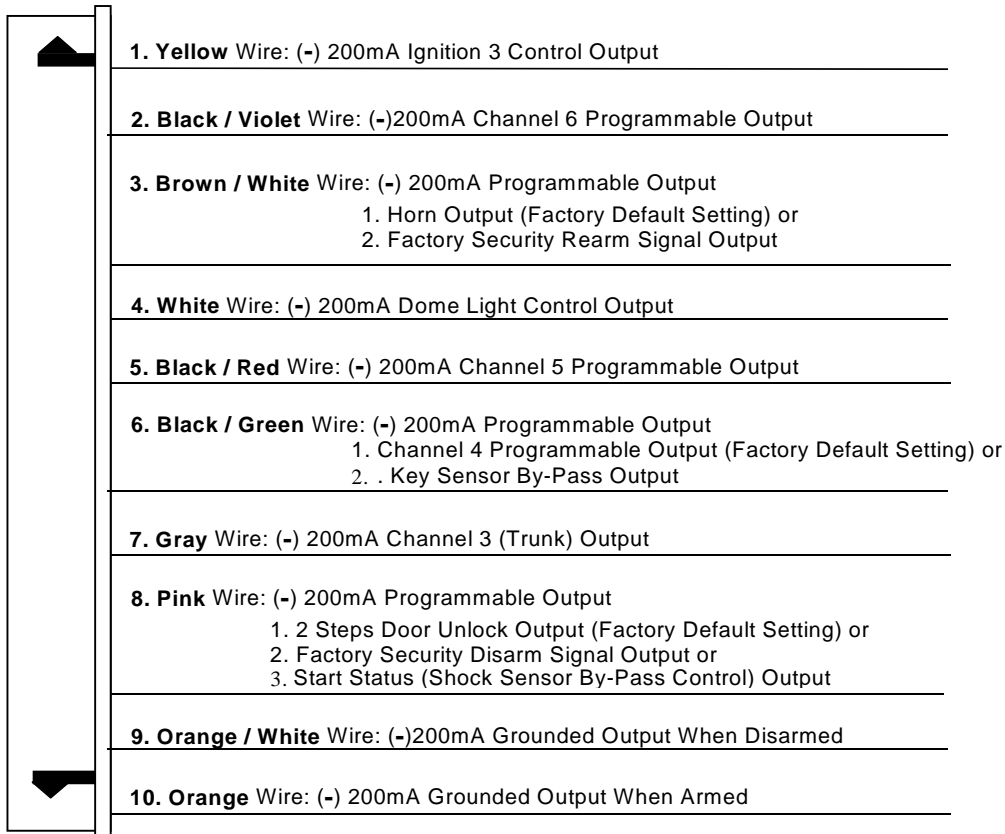 1. Yellow Wire: (-) 200mA Ignition 3 Control Output
2. Black / Violet Wire: (-)200mA Channel 6 Programmable Output
3. Brown / White Wire: (-) 200mA Programmable Output
1. Horn Output (Factory Default Setting) or
2. Factory Security Rearm Signal Output
4. White Wire: (-) 200mA Dome Light Control Output
5. Black / Red Wire: (-) 200mA Channel 5 Programmable Output
6. Black / Green Wire: (-) 200mA Programmable Output
1. Channel 4 Programmable Output (Factory Default Setting) or
2. . Key Sensor By-Pass Output
7. Gray Wire: (-) 200mA Channel 3 (Trunk) Output
8. Pink Wire: (-) 200mA Programmable Output
1. 2 Steps Door Unlock Output (Factory Default Setting) or
2. Factory Security Disarm Signal Output or
3. Start Status (Shock Sensor By-Pass Control) Output
9. Orange / White Wire: (-)200mA Grounded Output When Disarmed
10. Orange Wire: (-) 200mA Grounded Output When Armed